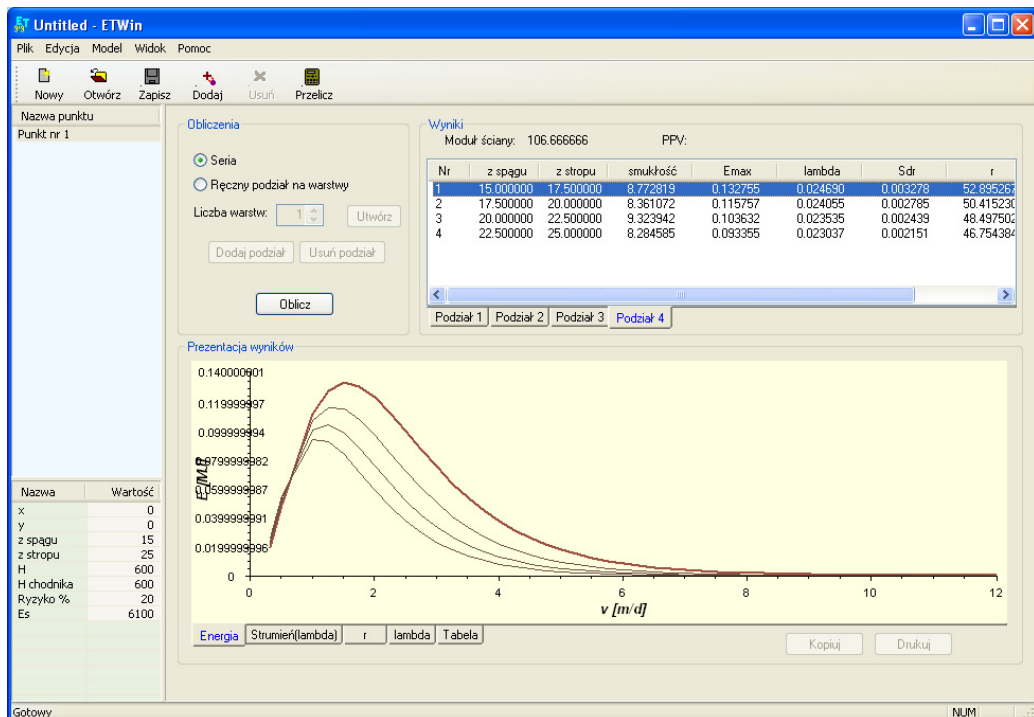 Untitled - ETWin
Plik Edycja Model Widok Pomoc
Nowy Otwórz Zapisz Dodaj Usuń Przelicz
Nazwa punktu
Punkt nr 1
Obliczenia
Seria
Ręczny podział na warstwy
Liczba warstw: 1 Utwórz
Dodaj podział Usuń podział
Oblicz
Wyniki
Moduł ściany: 106.666666 PPV:
Nr z spągu z stropu smukłość Emax lambda Sdr r
1 15.000000 17.500000 8.772819 0.132755 0.024690 0.003278 52.895267
2 17.500000 20.000000 8.361072 0.115757 0.024055 0.002785 50.415230
3 20.000000 22.500000 9.323942 0.103632 0.023535 0.002439 48.497502
4 22.500000 25.000000 8.284585 0.093355 0.023037 0.002151 46.754384
Podział 1 Podział 2 Podział 3 Podział 4
Prezentacja wyników
0.140000001
0.119999997
0.099999994
0.0799999982
0.0599999987
0.0399999991
0.0199999996
0
E [MJ]
0 2 4 6 8 10 12
v [m/d]
Energia Strumień(lambda) r lambda Tabela
Kopiuj Drukuj
Nazwa Wartość
x 0
y 0
z spągu 15
z stropu 25
H 600
H chodnika 600
Ryzyko % 20
Es 6100
Gotowy NUM